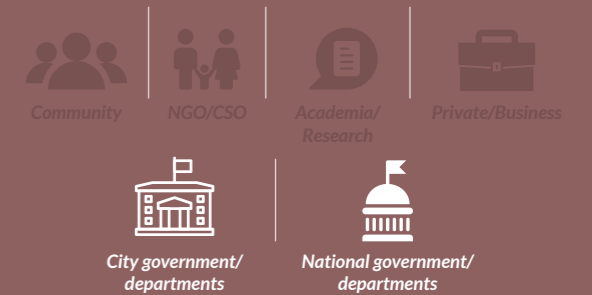 Community
NGO/CSO
Academia/
Research
Private/Business
City government/
departments
National government/
departments